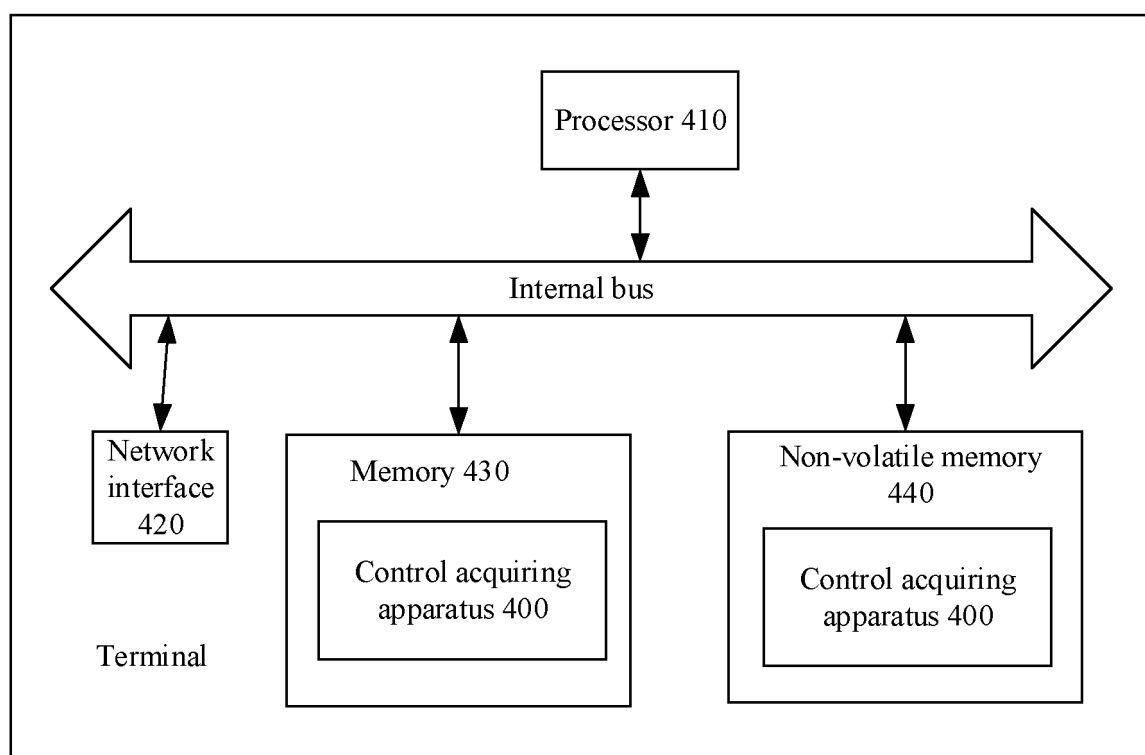 Processor 410
Internal bus
Network
interface
420
Memory 430
Control acquiring
apparatus 400
Non-volatile memory
440
Control acquiring
apparatus 400
Terminal